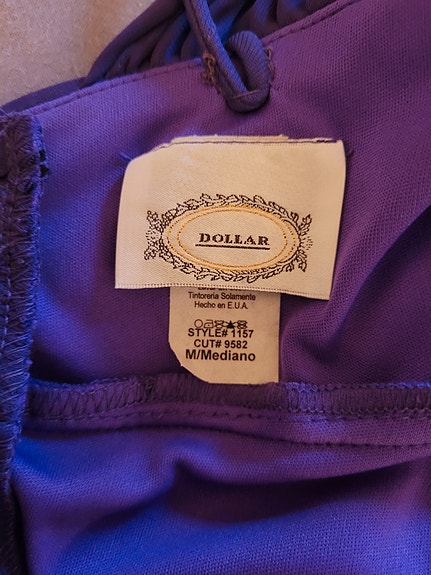 DOLLAR
Tintoreria Solamente
Hecho en E.U.A.
STYLE# 1157
CUT# 9582
M/Mediano